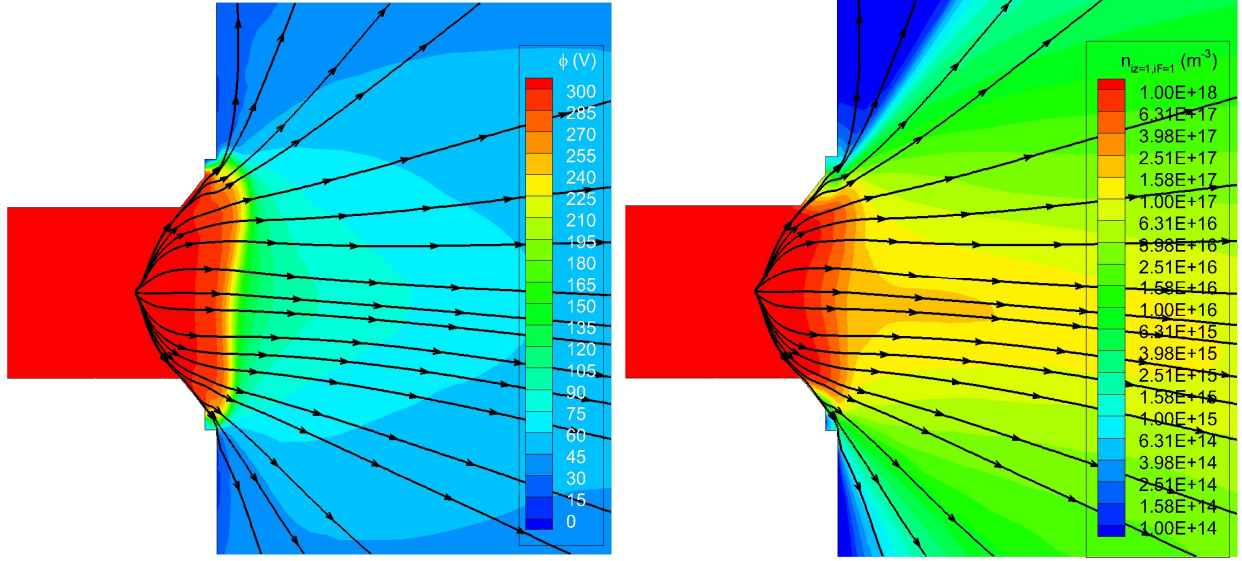 ϕ (V)
300
285
270
255
240
225
210
195
180
165
150
135
120
105
90
75
60
45
30
15
0
n_iz=1,iF=1 (m⁻³)
1.00E+18
6.31E+17
3.98E+17
2.51E+17
1.58E+17
1.00E+17
6.31E+16
3.98E+16
2.51E+16
1.58E+16
1.00E+16
6.31E+15
3.98E+15
2.51E+15
1.58E+15
1.00E+15
6.31E+14
3.98E+14
2.51E+14
1.58E+14
1.00E+14